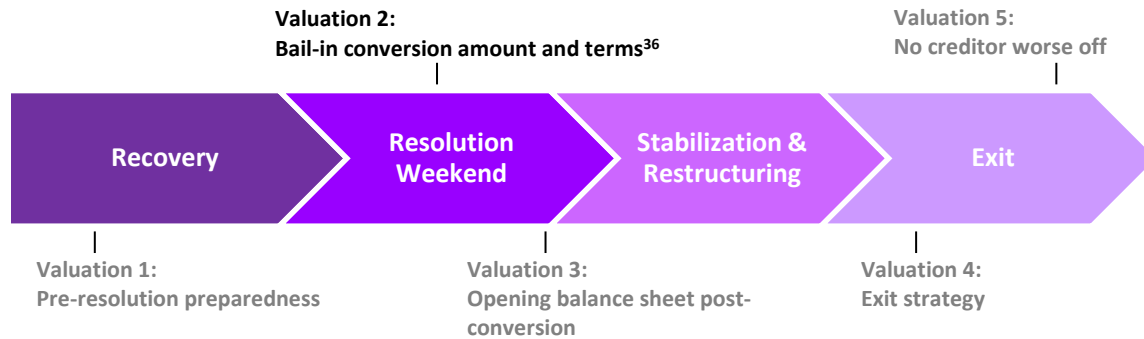 Valuation 2:
Bail-in conversion amount and terms³⁶
Valuation 5:
No creditor worse off
Recovery
Resolution
Weekend
Stabilization &
Restructuring
Exit
Valuation 1:
Pre-resolution preparedness
Valuation 3:
Opening balance sheet post-
conversion
Valuation 4:
Exit strategy